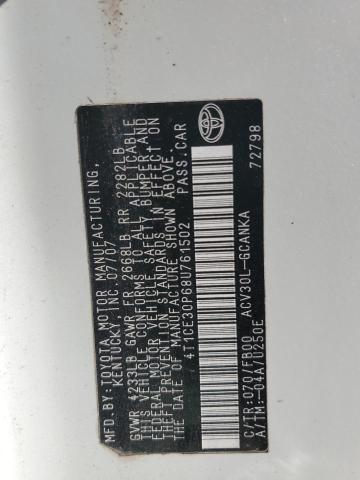 MFD.BY:TOYOTA MOTOR MANUFACTURING,
KENTUCKY, INC. 07/07
GVWR 4233LB GAWR FR 2668LB RR 2282LB
THIS VEHICLE CONFORMS TO ALL APPLICABLE
FEDERAL MOTOR VEHICLE SAFETY, BUMPER, AND
THEFT PREVENTION STANDARDS IN EFFECT ON
THE DATE OF MANUFACTURE SHOWN ABOVE.
4T1CE30P68U761502 PASS.CAR
C/TR:070/FB00 ACV30L-GCANKA
A/TM:-04A/U250E 72798